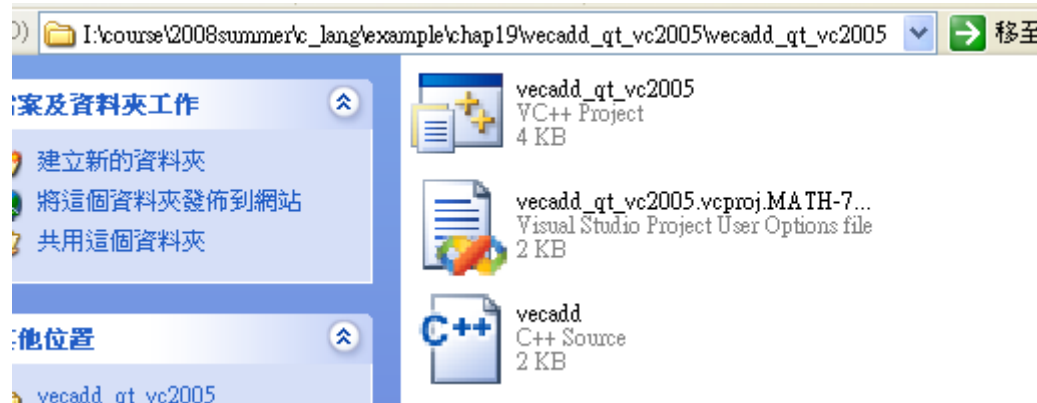 I:\course\2008summer\c_lang\example\chap19\vecadd_qt_vc2005\vecadd_qt_vc2005
移至
案及資料夾工作
建立新的資料夾
將這個資料夾發佈到網站
共用這個資料夾
他位置
vecadd_qt_vc2005
vecadd_qt_vc2005
VC++ Project
4 KB
vecadd_qt_vc2005.vcproj.MATH-7...
Visual Studio Project User Options file
2 KB
vecadd
C++ Source
2 KB